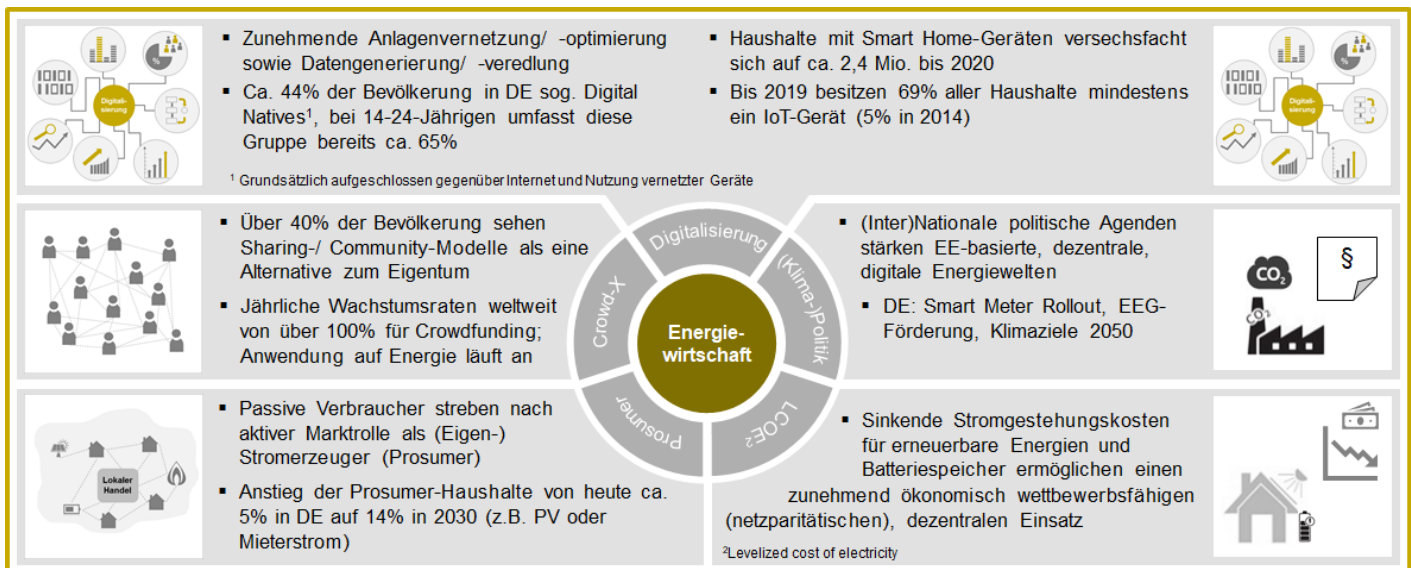 Digitali-
sierung
%
▪ Zunehmende Anlagenvernetzung/ -optimierung
sowie Datengenerierung/ -veredlung
▪ Ca. 44% der Bevölkerung in DE sog. Digital
Natives¹, bei 14-24-Jährigen umfasst diese
Gruppe bereits ca. 65%
¹ Grundsätzlich aufgeschlossen gegenüber Internet und Nutzung vernetzter Geräte
▪ Haushalte mit Smart Home-Geräten versechsfacht
sich auf ca. 2,4 Mio. bis 2020
▪ Bis 2019 besitzen 69% aller Haushalte mindestens
ein IoT-Gerät (5% in 2014)
Digitali-
sierung
%
▪ Über 40% der Bevölkerung sehen
Sharing-/ Community-Modelle als eine
Alternative zum Eigentum
▪ Jährliche Wachstumsraten weltweit
von über 100% für Crowdfunding;
Anwendung auf Energie läuft an
Digitalisierung
(Klima-)Politik
LCOE²
Prosumer
Crowd-X
Energie-
wirtschaft
▪ (Inter)Nationale politische Agenden
stärken EE-basierte, dezentrale,
digitale Energiewelten
▪ DE: Smart Meter Rollout, EEG-
Förderung, Klimaziele 2050
CO₂
§
CO₂
Lokaler
Handel
▪ Passive Verbraucher streben nach
aktiver Marktrolle als (Eigen-)
Stromerzeuger (Prosumer)
▪ Anstieg der Prosumer-Haushalte von heute ca.
5% in DE auf 14% in 2030 (z.B. PV oder
Mieterstrom)
▪ Sinkende Stromgestehungskosten
für erneuerbare Energien und
Batteriespeicher ermöglichen einen
zunehmend ökonomisch wettbewerbsfähigen
(netzparitätischen), dezentralen Einsatz
²Levelized cost of electricity